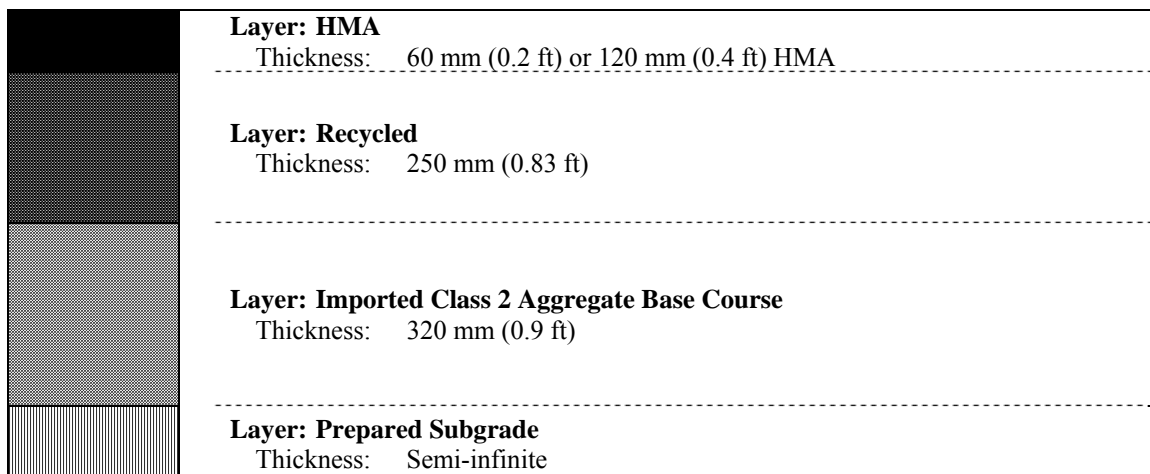 Layer: HMA
Thickness: 60 mm (0.2 ft) or 120 mm (0.4 ft) HMA
Layer: Recycled
Thickness: 250 mm (0.83 ft)
Layer: Imported Class 2 Aggregate Base Course
Thickness: 320 mm (0.9 ft)
Layer: Prepared Subgrade
Thickness: Semi-infinite